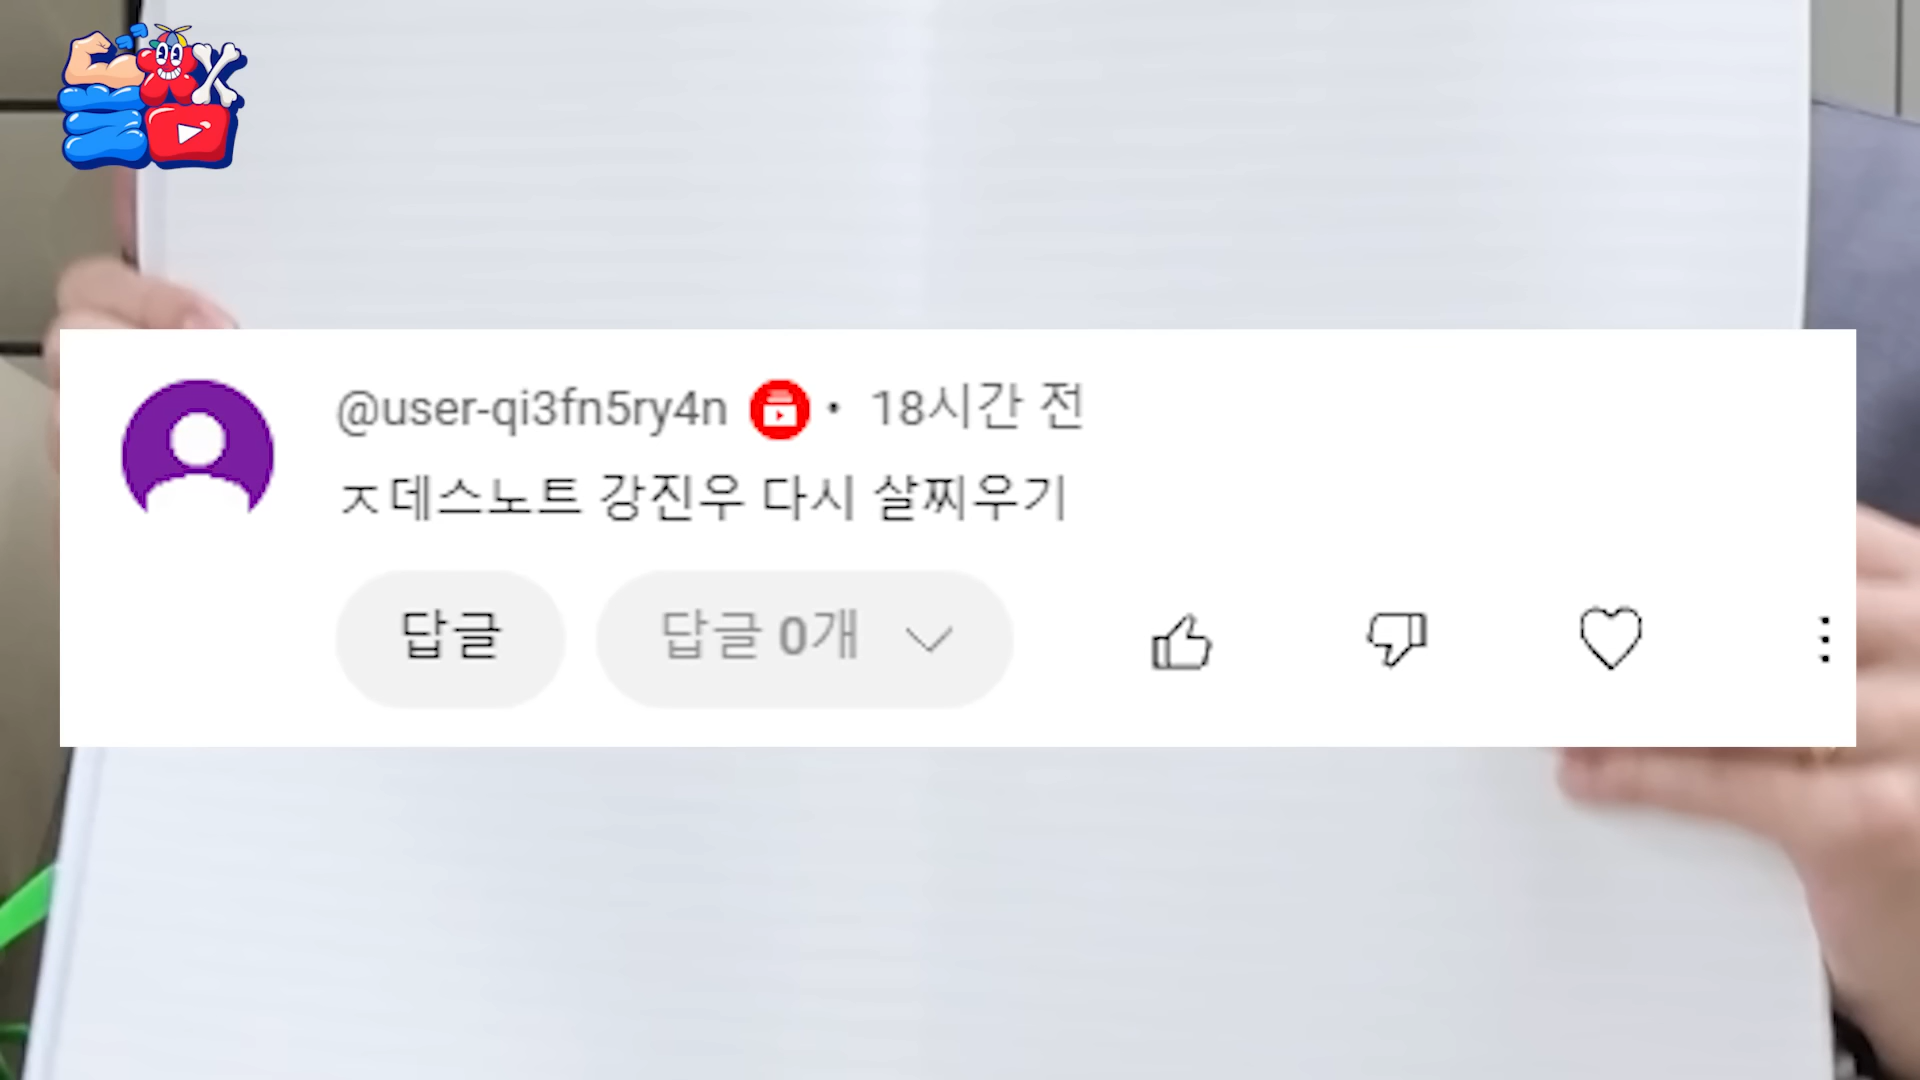 @user-qi3fn5ry4n • 18시간 전
ㅈ데스노트 강진우 다시 살찌우기
답글 답글 0개